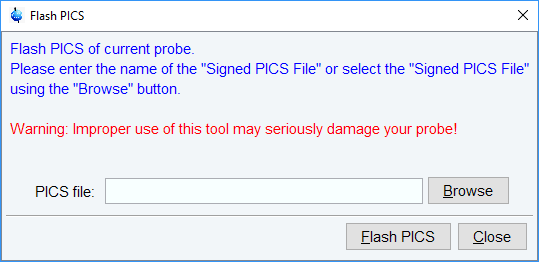 Flash PICS
Flash PICS of current probe.
Please enter the name of the "Signed PICS File" or select the "Signed PICS File"
using the "Browse" button.
Warning: Improper use of this tool may seriously damage your probe!
PICS file:
Browse
Flash PICS
Close